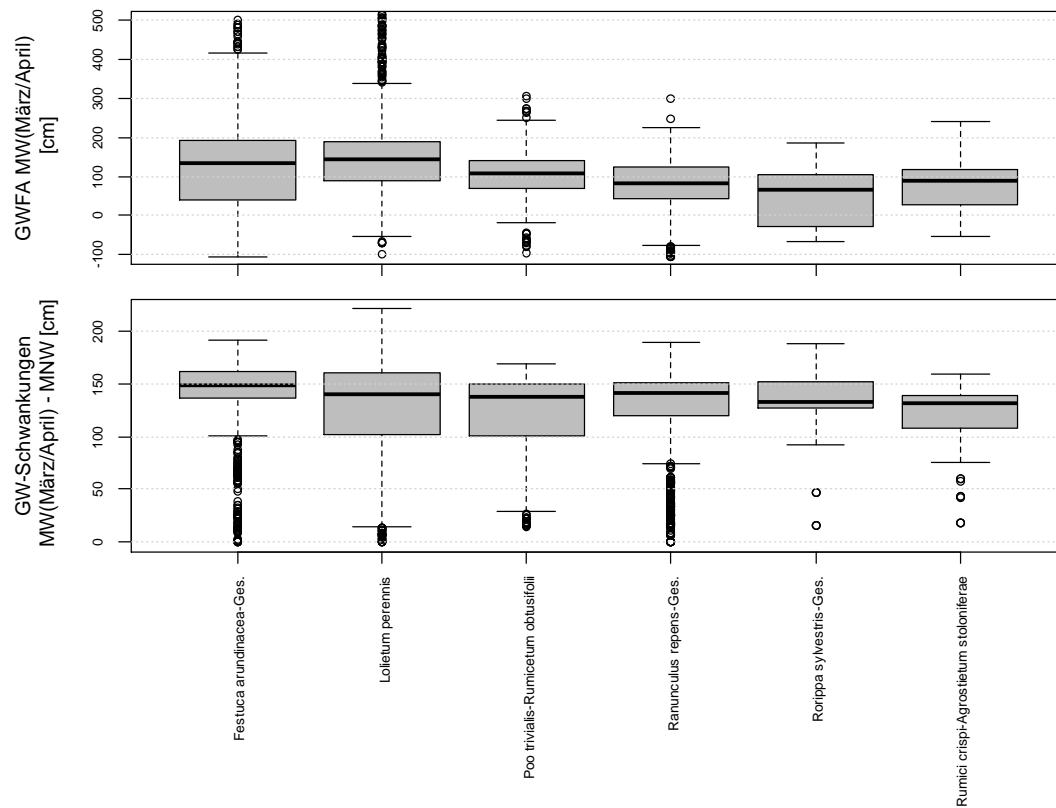 GWFA MW(März/April)
[cm]
500
400
300
200
100
0
-100
GW-Schwankungen
MW(März/April) - MNW [cm]
200
150
100
50
0
Festuca arundinacea-Ges.
Lolietum perennis
Poo trivialis-Rumicetum obtusifolii
Ranunculus repens-Ges.
Rorippa sylvestris-Ges.
Rumici crispi-Agrostietum stoloniferae